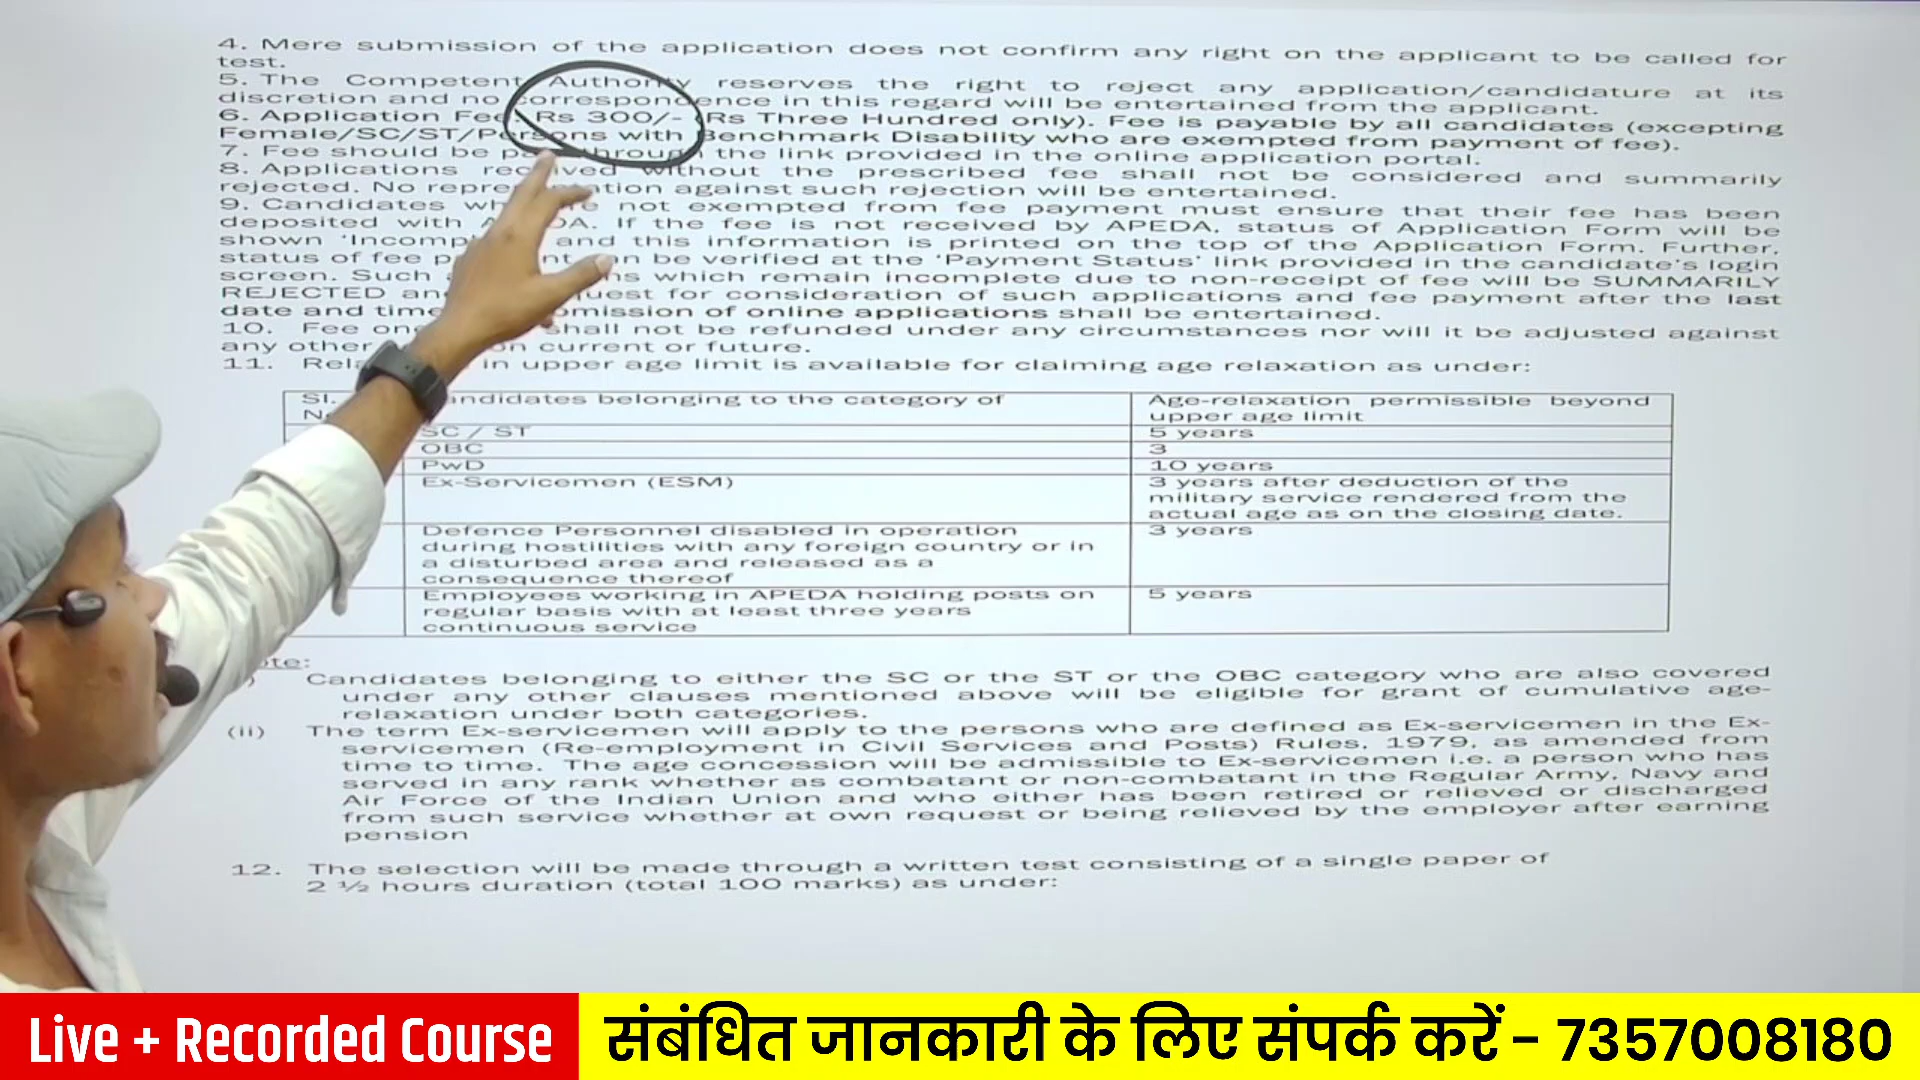 4. Mere submission of the application does not confirm any right on the applicant to be called for
test.
5. The Competent Authority reserves the right to reject any application/candidature at its
discretion and no correspondence in this regard will be entertained from the applicant.
6. Application Fee Rs 300/- (Rs Three Hundred only). Fee is payable by all candidates (excepting
Female/SC/ST/Persons with Benchmark Disability who are exempted from payment of fee).
7. Fee should be through the link provided in the online application portal.
8. Applications received without the prescribed fee shall not be considered and summarily
rejected. No tion against such rejection will be entertained.
9. Candidates not exempted from fee payment must ensure that their fee has been
deposited with If the fee is not received by APEDA, status of Application Form will be
shown and this information is printed on the top of the Application Form. Further,
status of fee be verified at the 'Payment Status' link provided in the candidate's login
screen. Such which remain incomplete due to non-receipt of fee will be SUMMARILY
REJECTED for consideration of such applications and fee payment after the last
date and time of online applications shall be entertained.
10. Fee shall not be refunded under any circumstances nor will it be adjusted against
any other current or future.
11. in upper age limit is available for claiming age relaxation as under:
Sl. Candidates belonging to the category of Age-relaxation permissible beyond
upper age limit
SC / ST 5 years
OBC 3
PwD 10 years
Ex-Servicemen (ESM) 3 years after deduction of the
military service rendered from the
actual age as on the closing date.
Defence Personnel disabled in operation 3 years
during hostilities with any foreign country or in
a disturbed area and released as a
consequence thereof
Employees working in APEDA holding posts on 5 years
regular basis with at least three years
continuous service
Candidates belonging to either the SC or the ST or the OBC category who are also covered
under any other clauses mentioned above will be eligible for grant of cumulative age-
relaxation under both categories.
(ii) The term Ex-servicemen will apply to the persons who are defined as Ex-servicemen in the Ex-
servicemen (Re-employment in Civil Services and Posts) Rules, 1979, as amended from
time to time. The age concession will be admissible to Ex-servicemen i.e. a person who has
served in any rank whether as combatant or non-combatant in the Regular Army, Navy and
Air Force of the Indian Union and who either has been retired or relieved or discharged
from such service whether at own request or being relieved by the employer after earning
pension
12. The selection will be made through a written test consisting of a single paper of
2 ½ hours duration (total 100 marks) as under:
Live + Recorded Course संबंधित जानकारी के लिए संपर्क करें - 7357008180